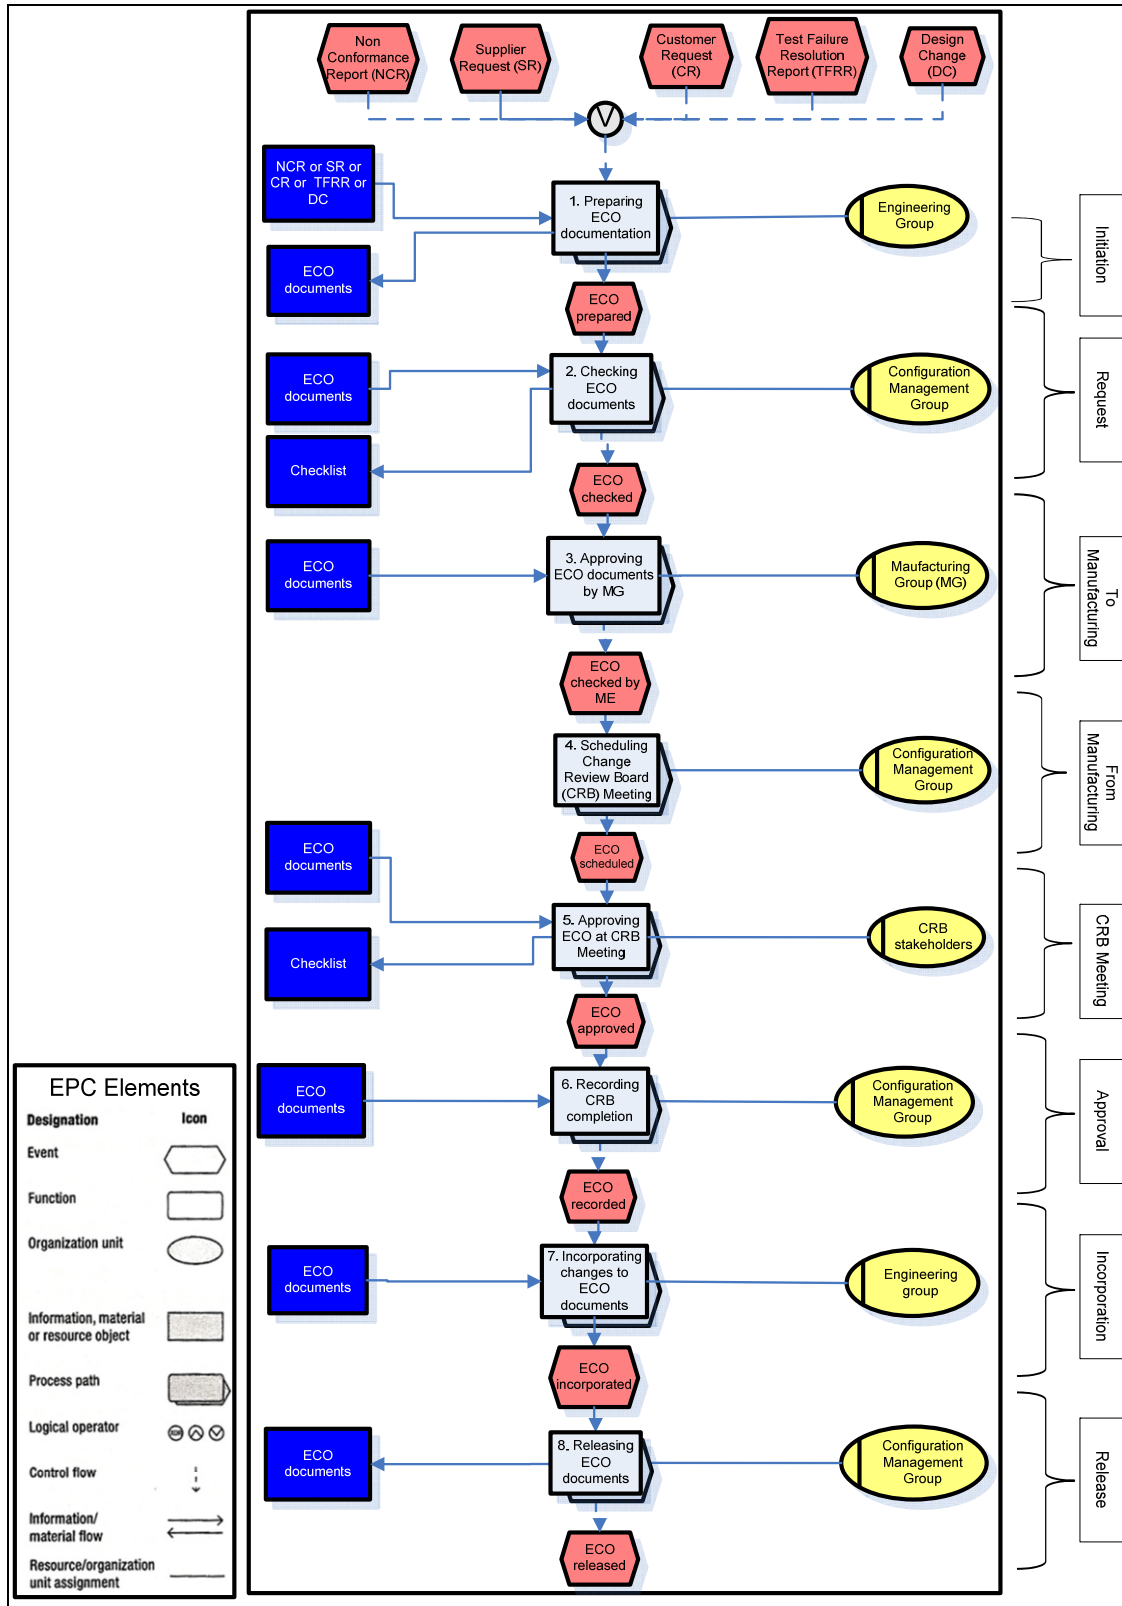 Non
Conformance
Report (NCR)
Supplier
Request (SR)
Customer
Request
(CR)
Test Failure
Resolution
Report (TFRR)
Design
Change
(DC)
V
NCR or SR or
CR or TFRR or
DC
1. Preparing
ECO
documentation
Engineering
Group
Initiation
ECO
documents
ECO
prepared
ECO
documents
2. Checking
ECO
documents
Configuration
Management
Group
Request
Checklist
ECO
checked
ECO
documents
3. Approving
ECO documents
by MG
Maufacturing
Group (MG)
To
Manufacturing
ECO
checked by
ME
4. Scheduling
Change
Review Board
(CRB) Meeting
Configuration
Management
Group
From
Manufacturing
ECO
scheduled
ECO
documents
5. Approving
ECO at CRB
Meeting
CRB
stakeholders
CRB Meeting
Checklist
ECO
approved
ECO
documents
6. Recording
CRB
completion
Configuration
Management
Group
Approval
ECO
recorded
ECO
documents
7. Incorporating
changes to
ECO
documents
Engineering
group
Incorporation
ECO
incorporated
ECO
documents
8. Releasing
ECO
documents
Configuration
Management
Group
Release
ECO
released
EPC Elements
Designation Icon
Event
Function
Organization unit
Information, material
or resource object
Process path
Logical operator XOR
Control flow
Information/
material flow
Resource/organization
unit assignment